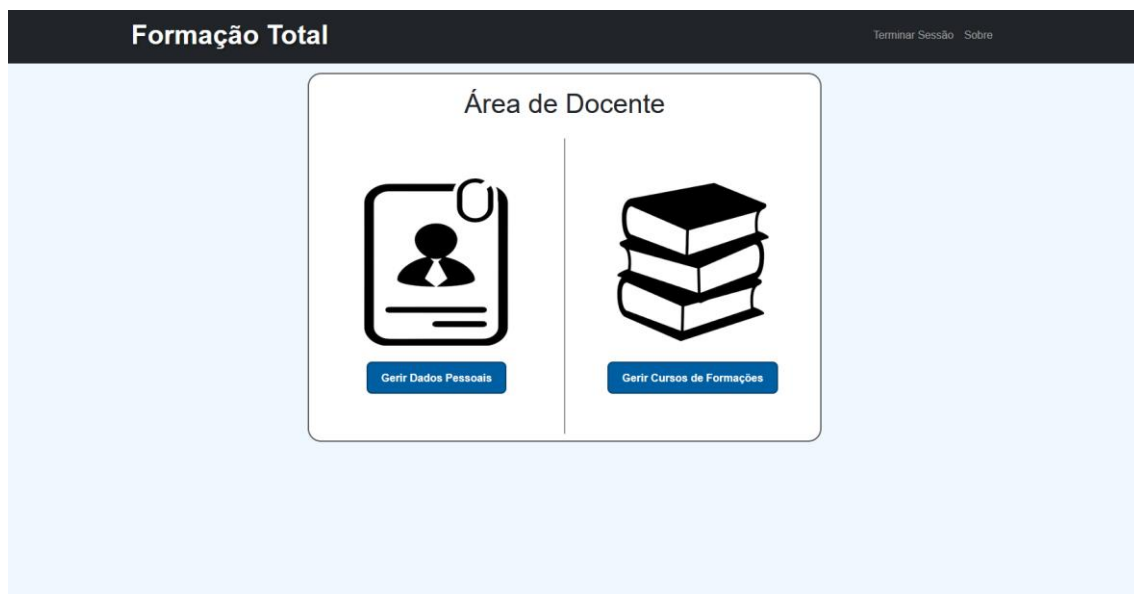 Formação Total
Terminar Sessão Sobre
Área de Docente
Gerir Dados Pessoais
Gerir Cursos de Formações